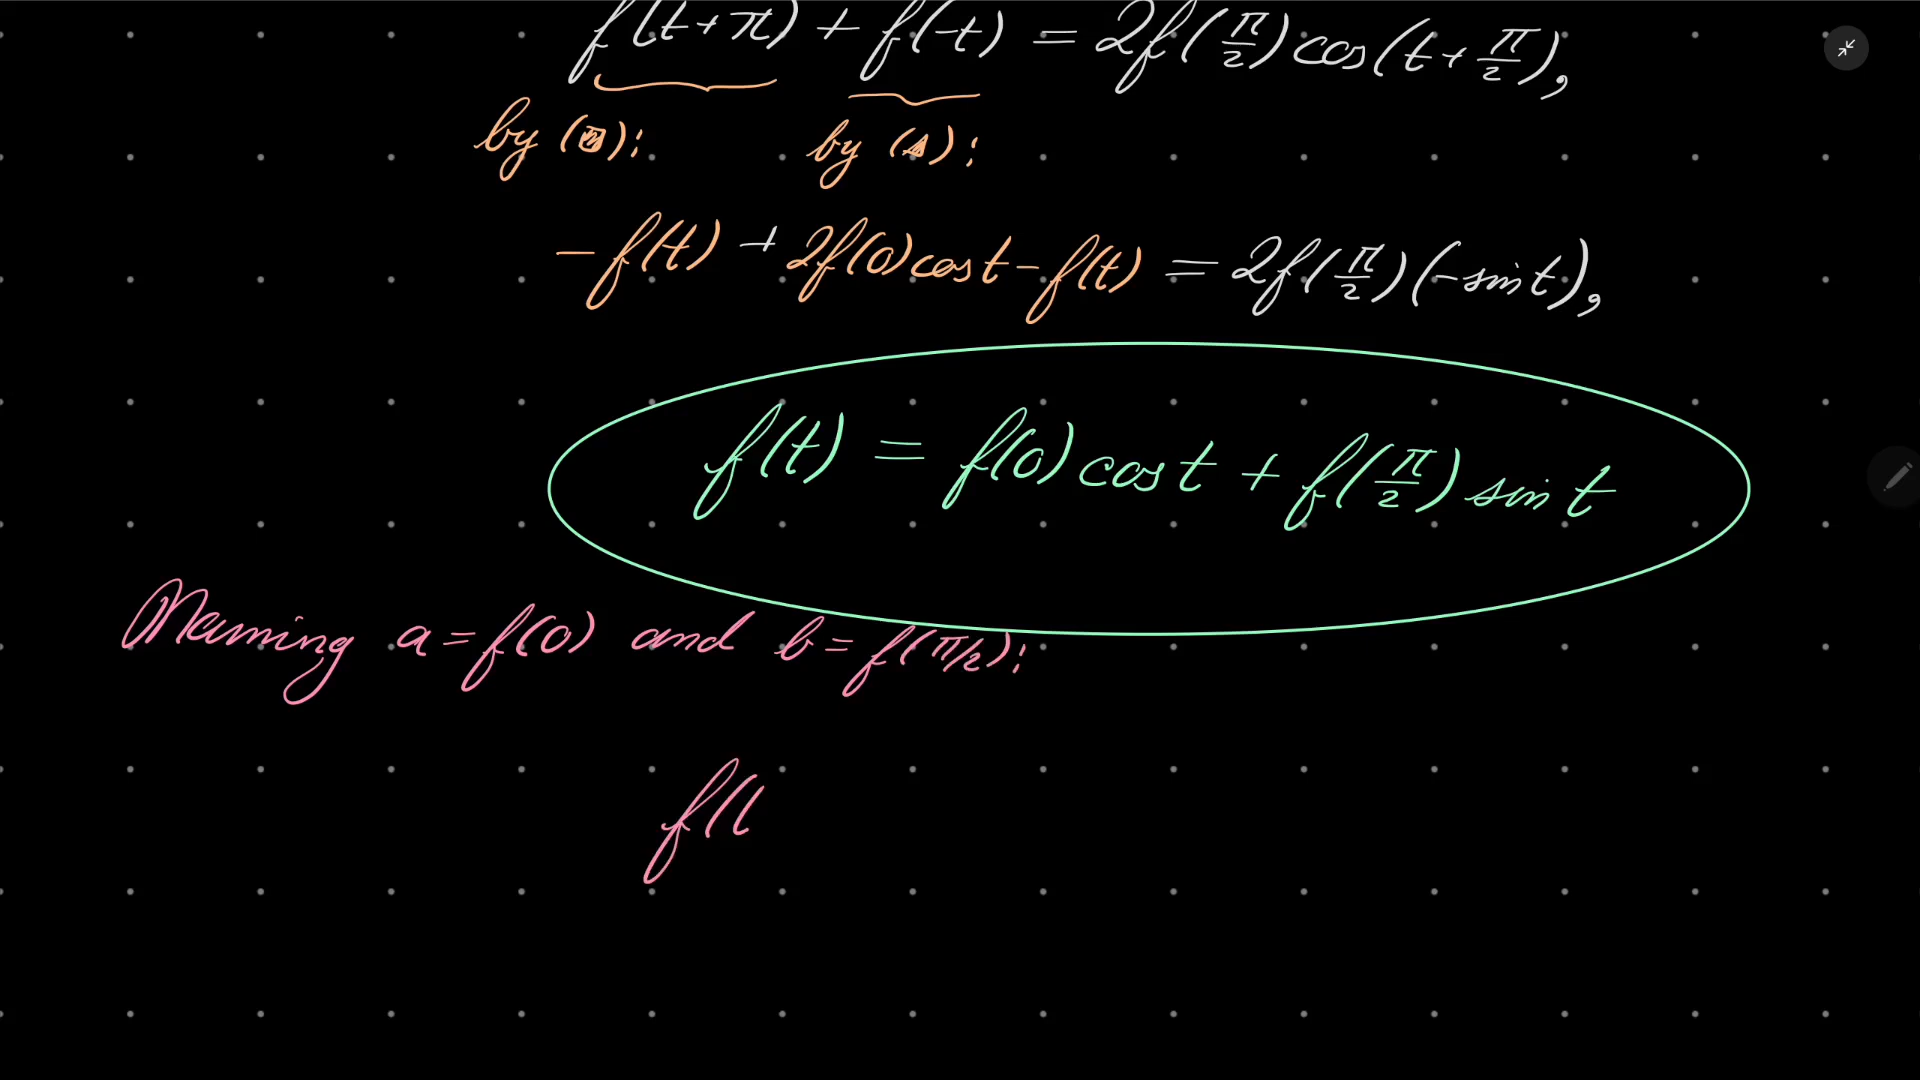 f(t+π) + f(-t) = 2f(π/2)cos(t+π/2),
by (2): by (1):
-f(t) + 2f(0)cos t - f(t) = 2f(π/2)(-sin t),
f(t) = f(0)cos t + f(π/2) sin t
Naming a=f(0) and b=f(π/2):
f(